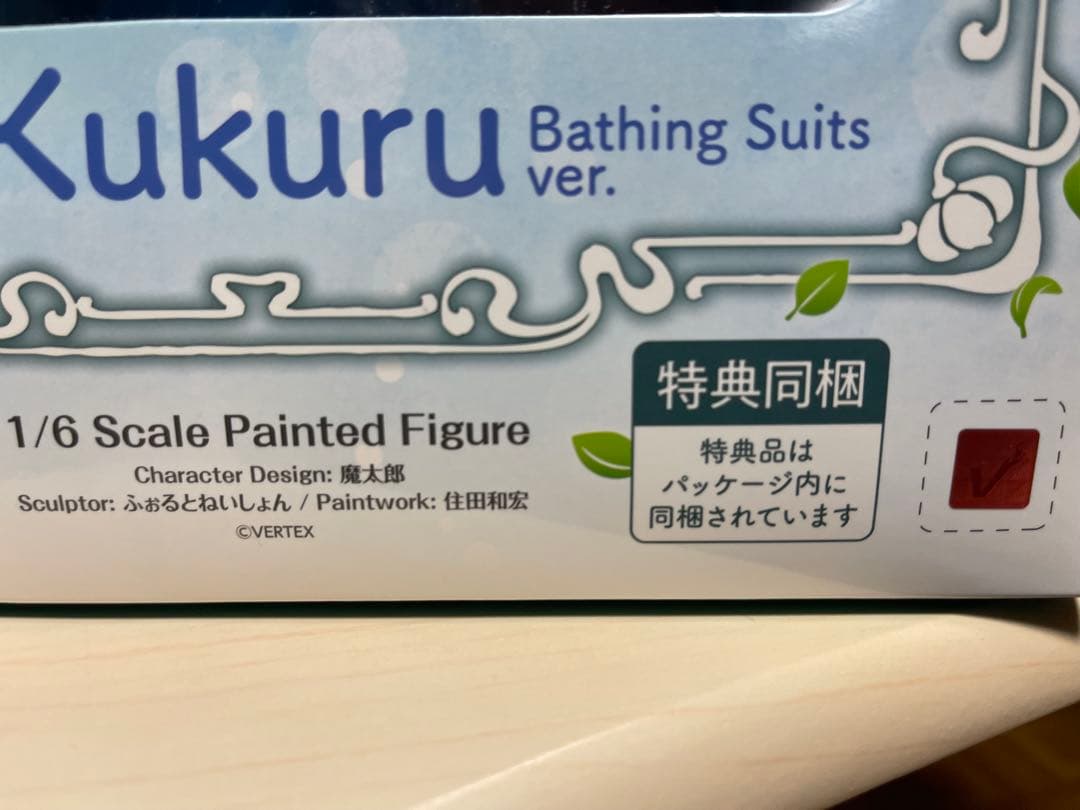 Kukuru
Bathing Suits
ver.
1/6 Scale Painted Figure
Character Design: 魔太郎
Sculptor: ふぉるとねいしょん / Paintwork: 住田和宏
©VERTEX
特典同梱
特典品は
パッケージ内に
同梱されています